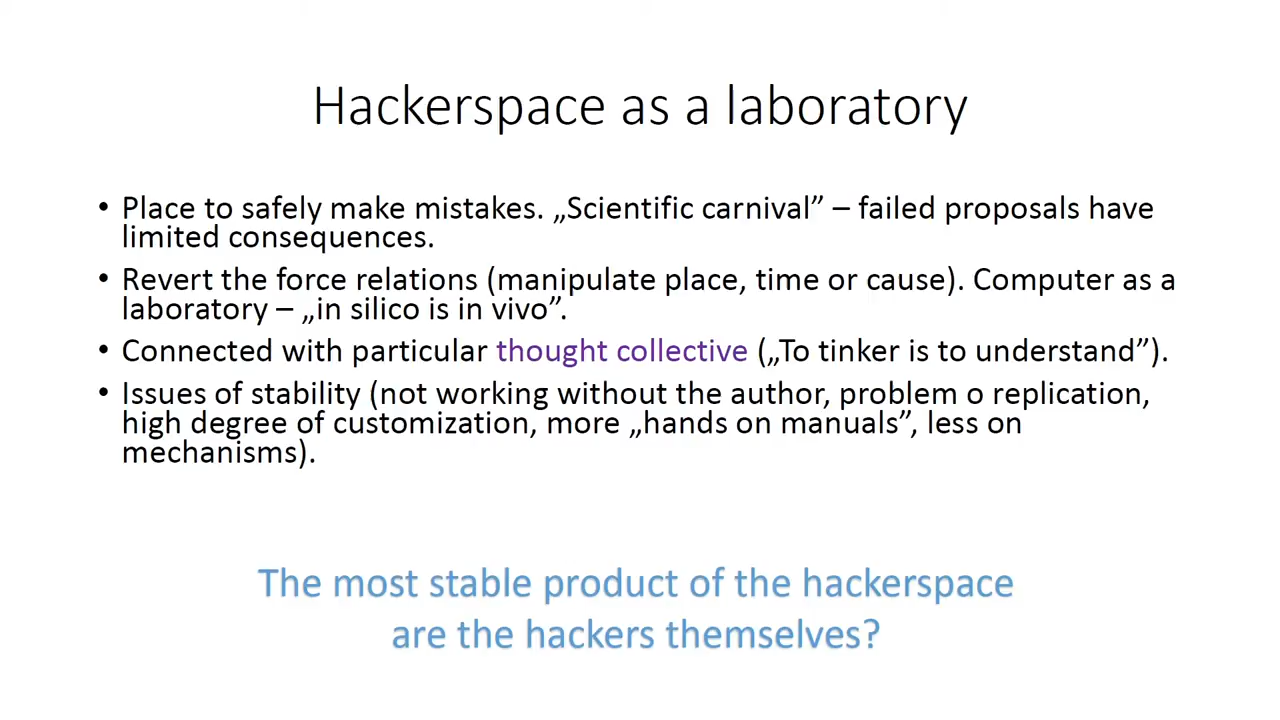 Hackerspace as a laboratory
• Place to safely make mistakes. „Scientific carnival” – failed proposals have
limited consequences.
• Revert the force relations (manipulate place, time or cause). Computer as a
laboratory – „in silico is in vivo”.
• Connected with particular thought collective („To tinker is to understand”).
• Issues of stability (not working without the author, problem o replication,
high degree of customization, more „hands on manuals”, less on
mechanisms).
The most stable product of the hackerspace
are the hackers themselves?